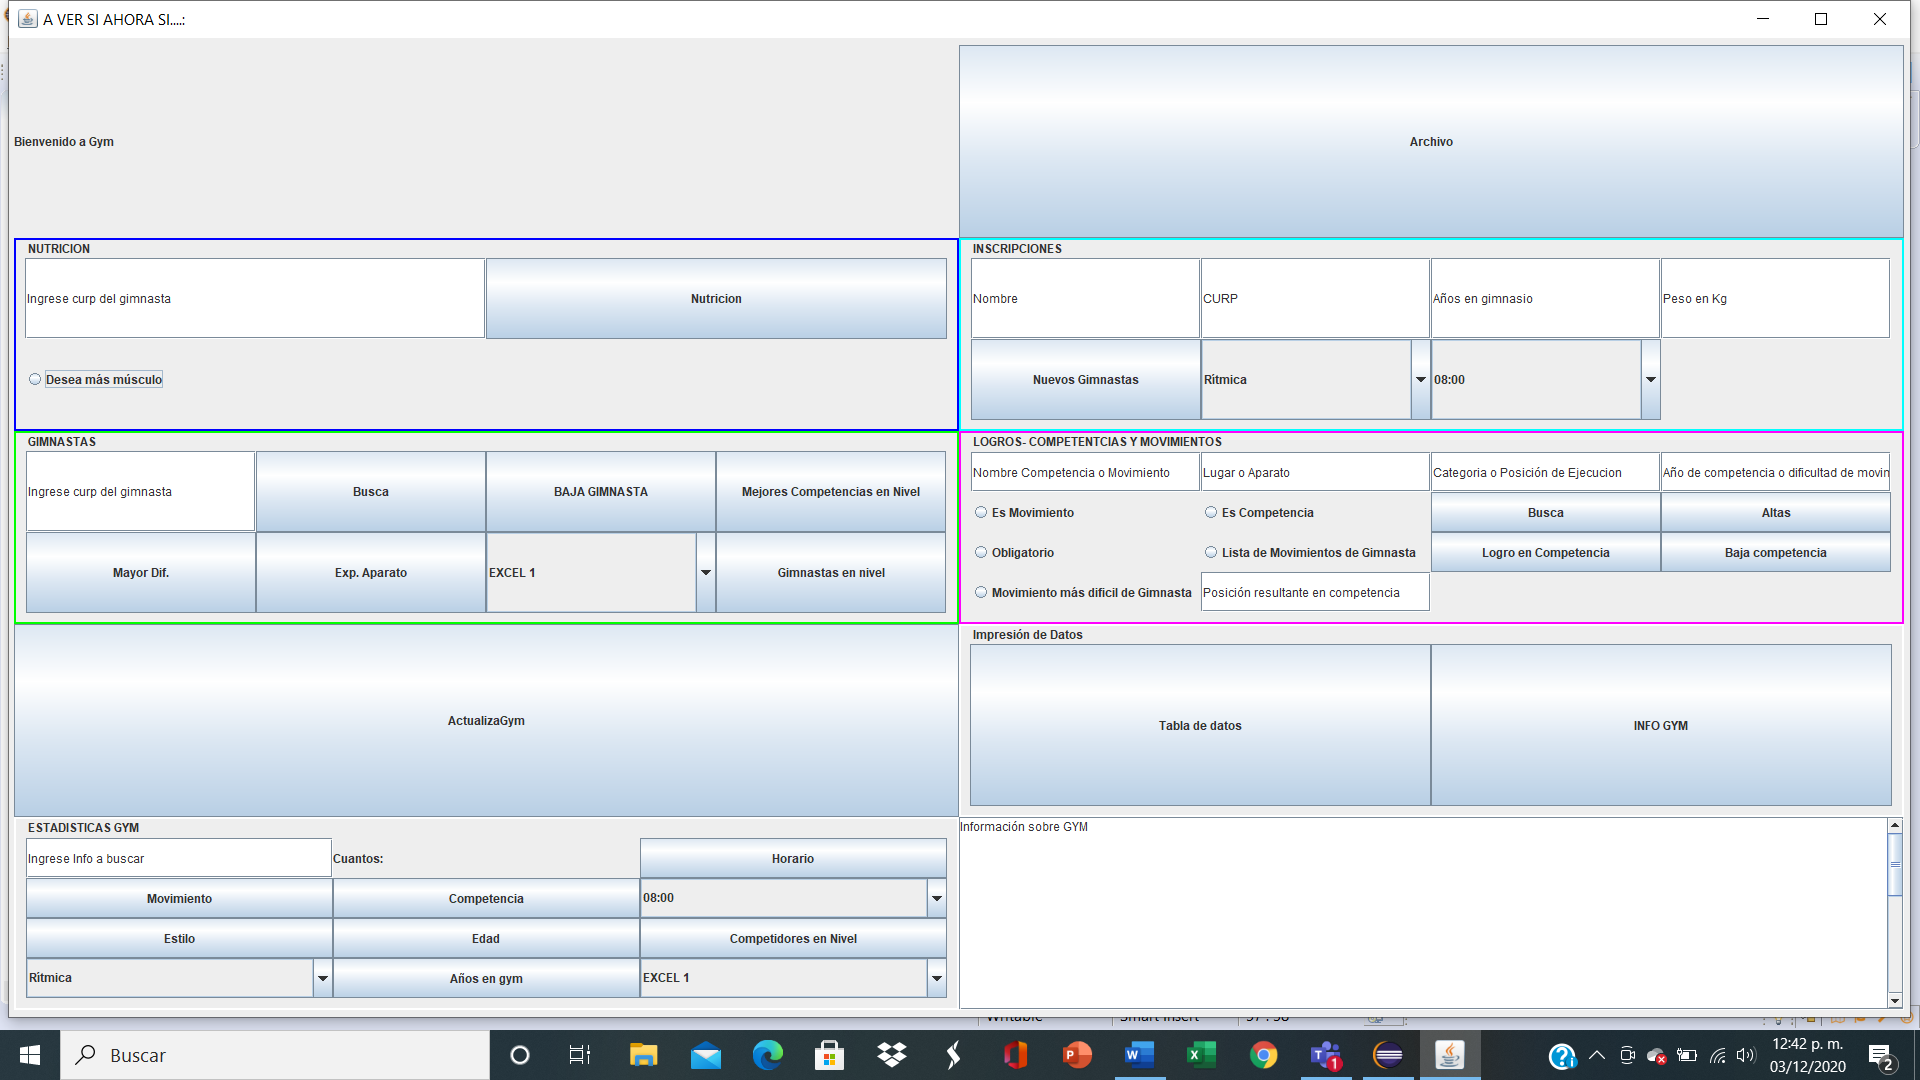 A VER SI AHORA SI....:
Bienvenido a Gym
Archivo
NUTRICION
Ingrese curp del gimnasta
Nutricion
Desea más músculo
INSCRIPCIONES
Nombre
CURP
Años en gimnasio
Peso en Kg
Nuevos Gimnastas
Rítmica
08:00
GIMNASTAS
Ingrese curp del gimnasta
Busca
BAJA GIMNASTA
Mejores Competencias en Nivel
Mayor Dif.
Exp. Aparato
EXCEL 1
Gimnastas en nivel
LOGROS- COMPETENTCIAS Y MOVIMIENTOS
Nombre Competencia o Movimiento
Lugar o Aparato
Categoria o Posición de Ejecucion
Año de competencia o dificultad de movin
Es Movimiento
Es Competencia
Busca
Altas
Obligatorio
Lista de Movimientos de Gimnasta
Logro en Competencia
Baja competencia
Movimiento más dificil de Gimnasta
Posición resultante en competencia
ActualizaGym
Impresión de Datos
Tabla de datos
INFO GYM
ESTADISTICAS GYM
Ingrese Info a buscar
Cuantos:
Horario
Movimiento
Competencia
08:00
Estilo
Edad
Competidores en Nivel
Rítmica
Años en gym
EXCEL 1
Información sobre GYM
Buscar
1
12:42 p. m.
03/12/2020
2